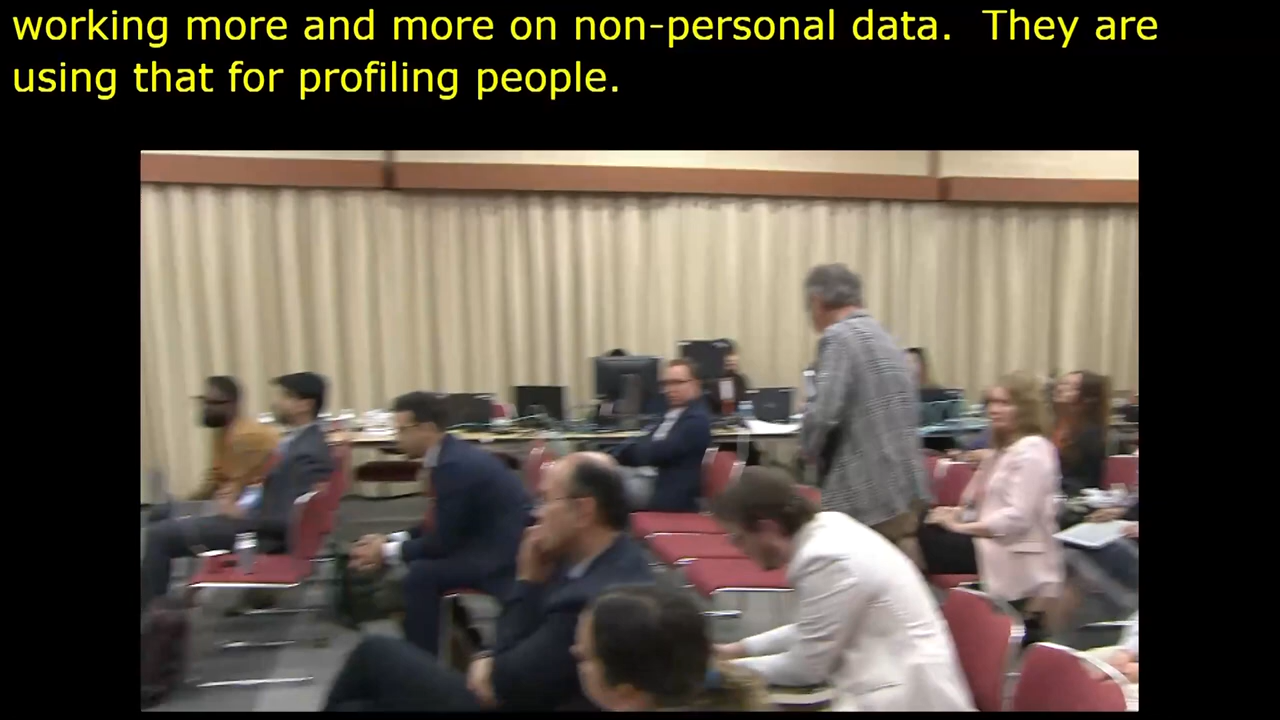 working more and more on non-personal data.  They are
using that for profiling people.